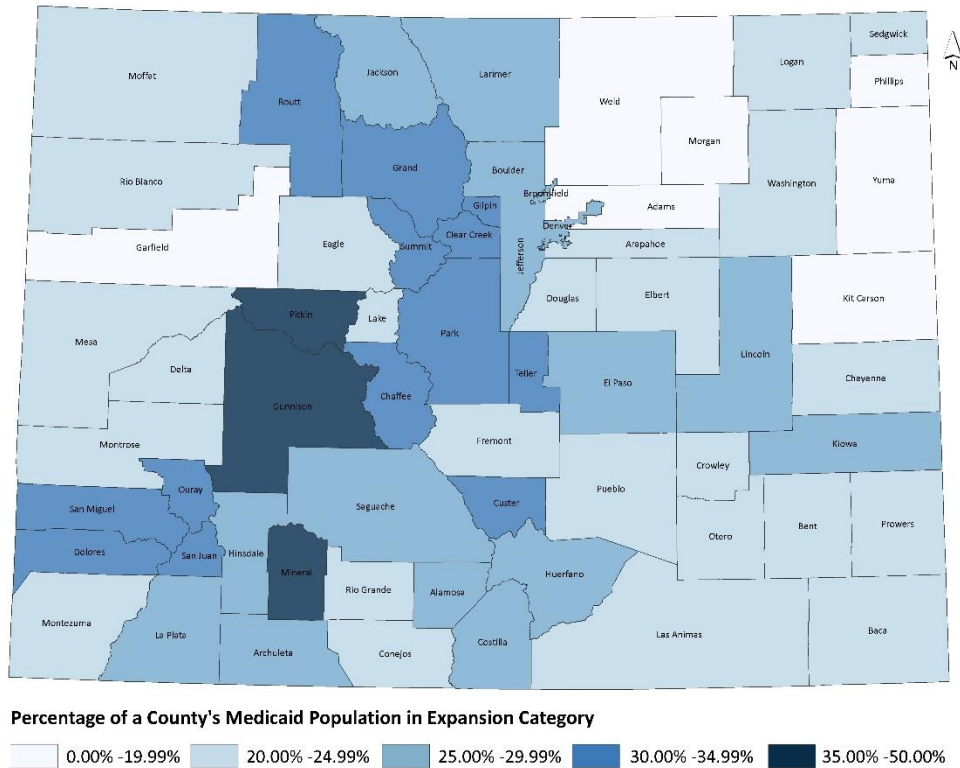 Sedgwick
Logan
Moffat
Jackson
Larimer
N
Phillips
Routt
Weld
Morgan
Grand
Boulder
Rio Blanco
Washington
Yuma
Broomfield
Gilpin
Adams
Denver
Clear Creek
Garfield
Eagle
Summit
Arapahoe
Jefferson
Douglas
Elbert
Kit Carson
Pitkin
Lake
Park
Mesa
Lincoln
Delta
Teller
El Paso
Cheyenne
Chaffee
Gunnison
Fremont
Montrose
Kiowa
Crowley
Ouray
Pueblo
San Miguel
Saguache
Custer
Bent
Prowers
Otero
Dolores
San Juan
Hinsdale
Mineral
Huerfano
Rio Grande
Alamosa
Montezuma
La Plata
Las Animas
Baca
Costilla
Archuleta
Conejos
Percentage of a County's Medicaid Population in Expansion Category
0.00% -19.99% 20.00% -24.99% 25.00% -29.99% 30.00% -34.99% 35.00% -50.00%